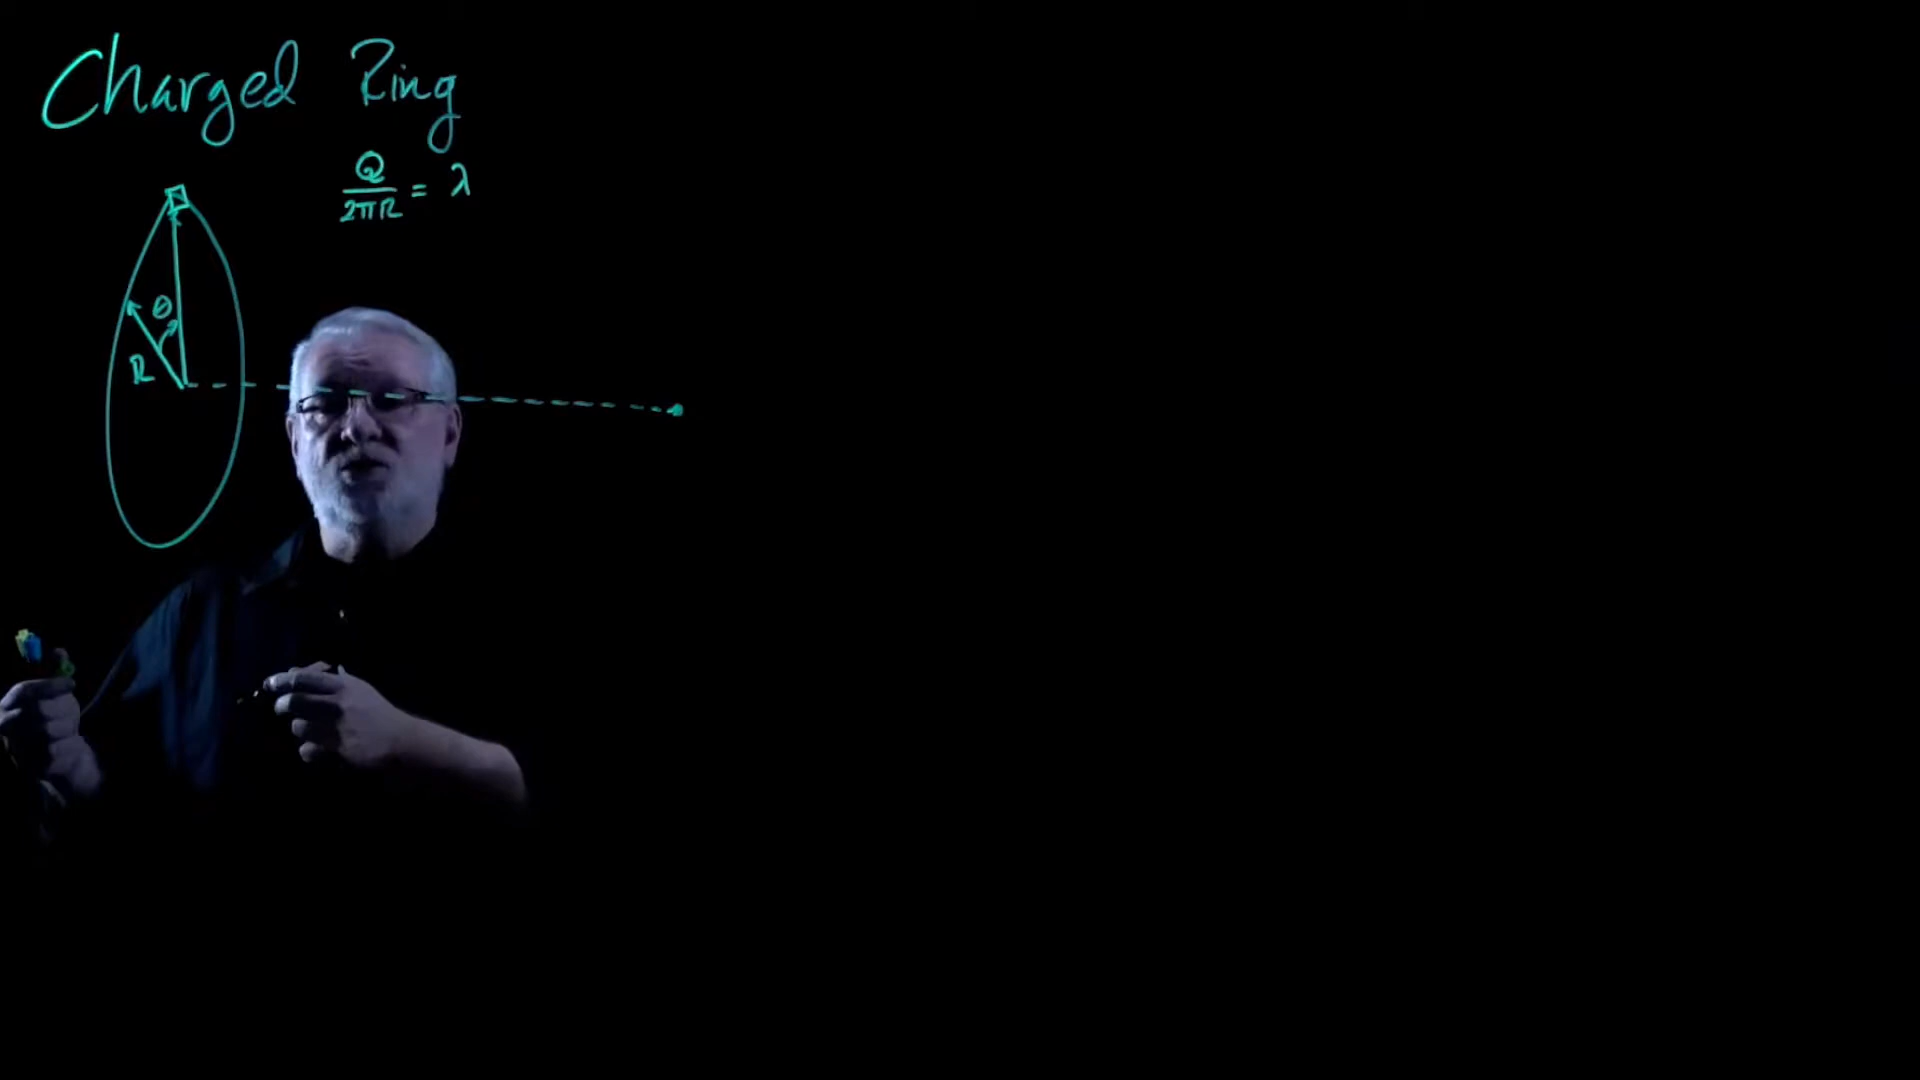 Charged Ring
Q/2πR = λ
θ
R